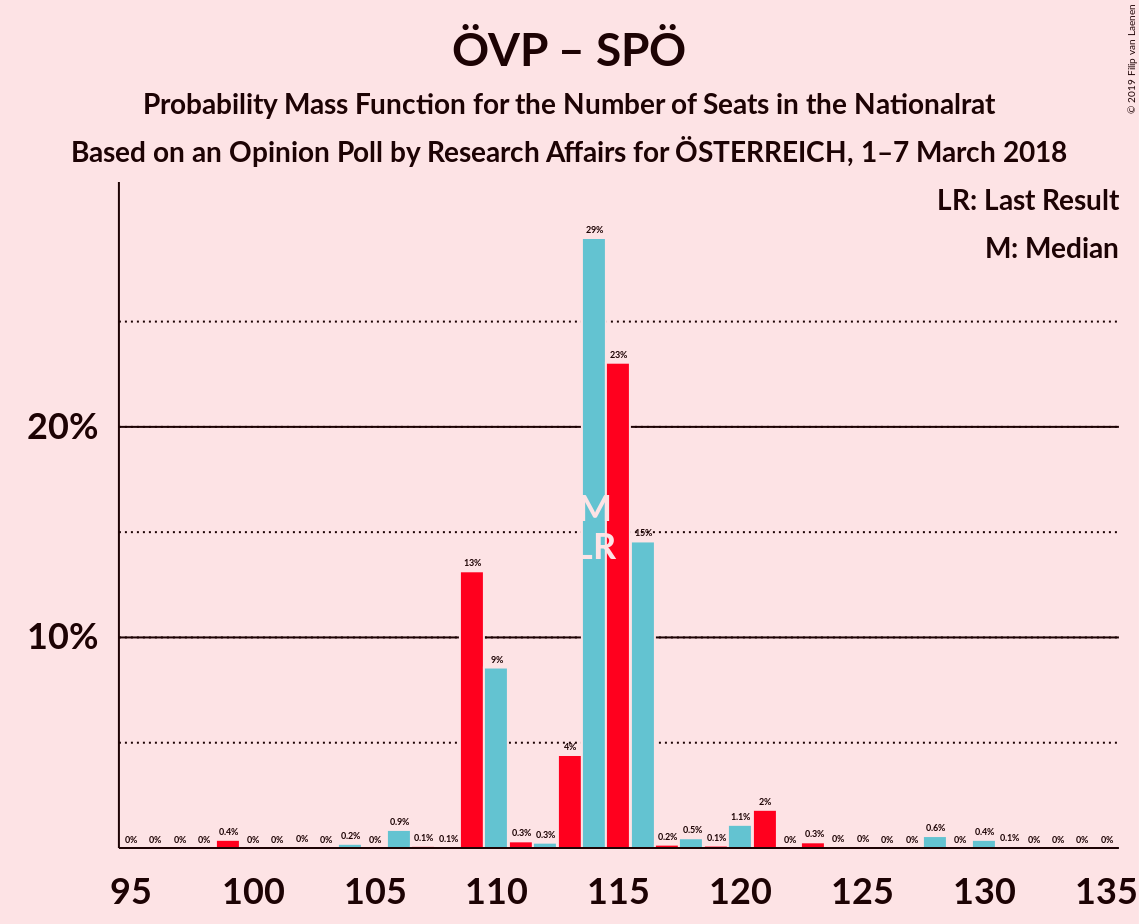 ÖVP – SPÖ
© 2019 Filip van Laenen
Probability Mass Function for the Number of Seats in the Nationalrat
Based on an Opinion Poll by Research Affairs for ÖSTERREICH, 1–7 March 2018
LR: Last Result
M: Median
20%
10%
0% 0% 0% 0% 0.4% 0% 0% 0% 0% 0.2% 0% 0.9% 0.1% 0.1% 13% 9% 0.3% 0.3% 4% 29% 23% 15% 0.2% 0.5% 0.1% 1.1% 2% 0% 0.3% 0% 0% 0% 0% 0.6% 0% 0.4% 0.1% 0% 0% 0% 0%
M
LR
95 100 105 110 115 120 125 130 135